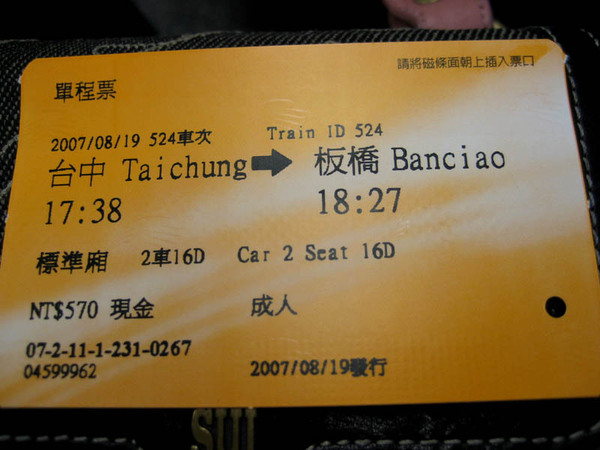 請將磁條面朝上插入票口
單程票
2007/08/19 524車次 Train ID 524
台中 Taichung → 板橋 Banciao
17:38 18:27
標準廂 2車16D Car 2 Seat 16D
NT$570 現金 成人
07-2-11-1-231-0267
04599962 2007/08/19發行